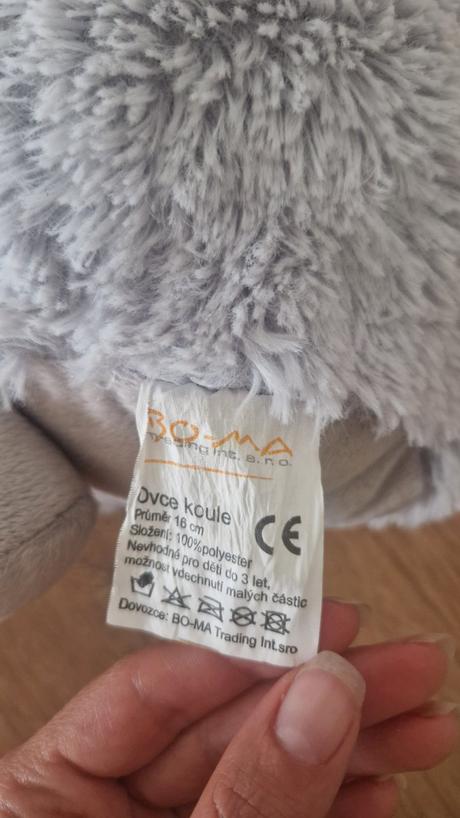 BO-MA
Trading Int. s.r.o.
Ovce koule
Průměr 16 cm
Složení: 100%polyester
Nevhodné pro děti do 3 let,
možnost vdechnutí malých částic
CE
Dovozce: BO-MA Trading Int.sro